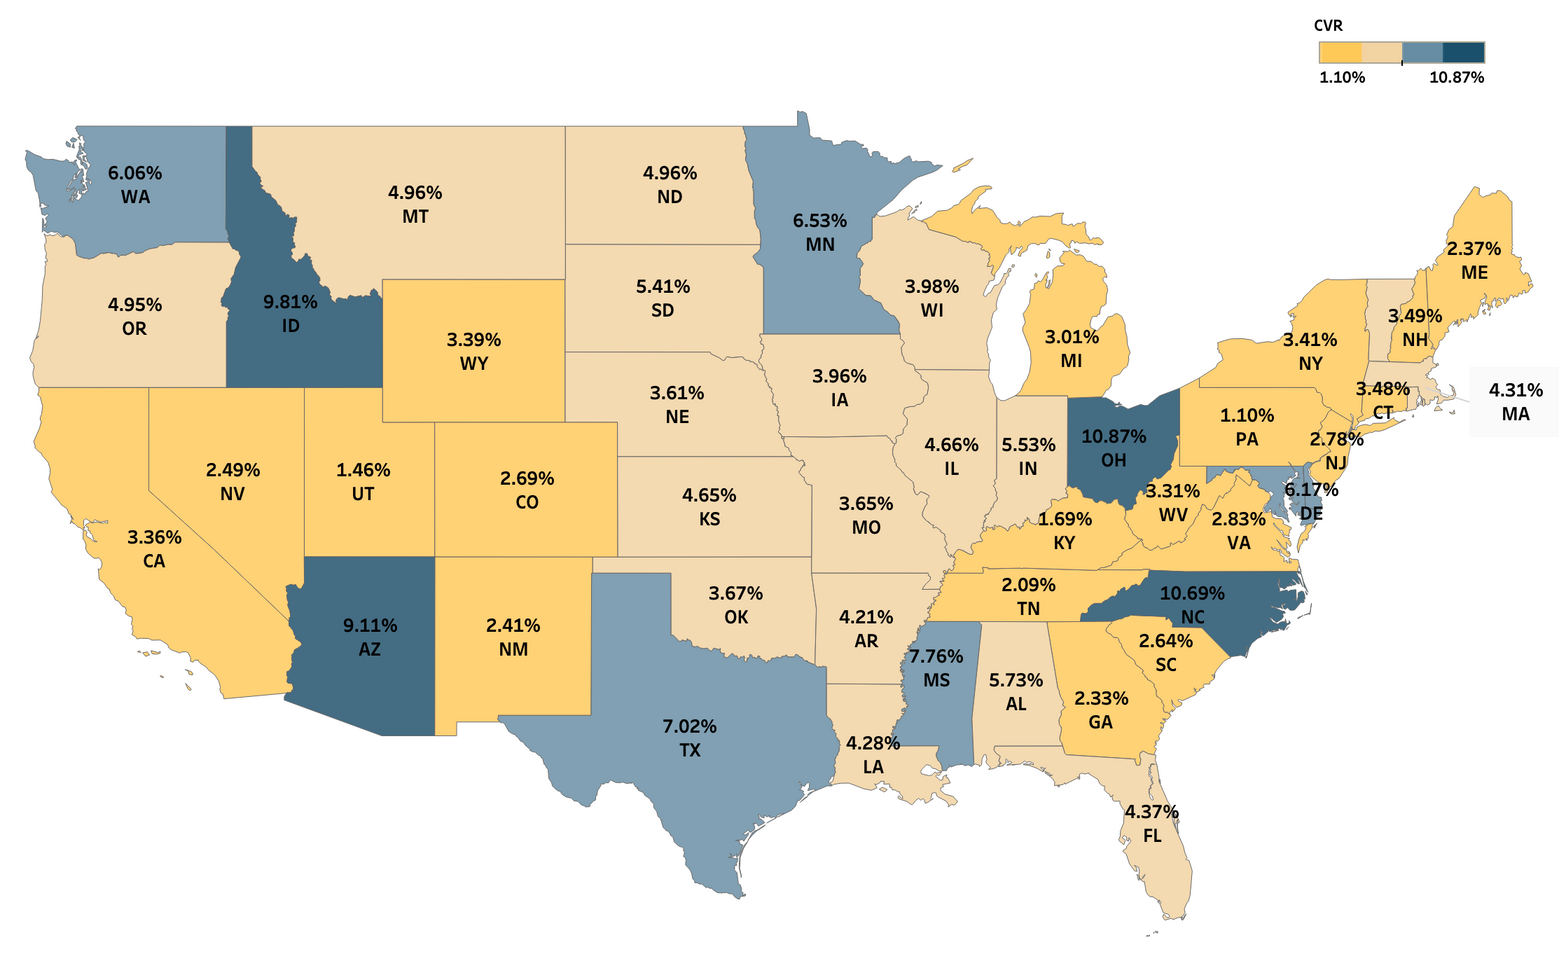 CVR
1.10%
10.87%
6.06%
WA
4.96%
MT
4.96%
ND
6.53%
MN
2.37%
ME
4.95%
OR
9.81%
ID
5.41%
SD
3.98%
WI
3.49%
NH
3.39%
WY
3.01%
MI
3.41%
NY
3.61%
NE
3.96%
IA
3.48%
CT
4.31%
MA
2.49%
NV
1.46%
UT
2.69%
CO
4.66%
IL
5.53%
IN
10.87%
OH
1.10%
PA
2.78%
NJ
3.36%
CA
4.65%
KS
3.65%
MO
1.69%
KY
3.31%
WV
2.83%
VA
6.17%
DE
9.11%
AZ
2.41%
NM
3.67%
OK
4.21%
AR
2.09%
TN
10.69%
NC
7.02%
TX
7.76%
MS
5.73%
AL
2.33%
GA
2.64%
SC
4.28%
LA
4.37%
FL